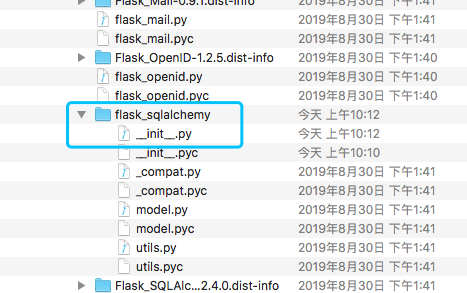 Flask_Mail-0.9.1.dist-info 2019年8月30日 下午1:41
flask_mail.py 2019年8月30日 下午1:41
flask_mail.pyc 2019年8月30日 下午1:41
Flask_OpenID-1.2.5.dist-info 2019年8月30日 下午1:40
flask_openid.py 2019年8月30日 下午1:40
flask_openid.pyc 2019年8月30日 下午1:40
flask_sqlalchemy 今天 上午10:12
__init__.py 今天 上午10:12
__init__.pyc 今天 上午10:10
_compat.py 2019年8月30日 下午1:41
_compat.pyc 2019年8月30日 下午1:41
model.py 2019年8月30日 下午1:41
model.pyc 2019年8月30日 下午1:41
utils.py 2019年8月30日 下午1:41
utils.pyc 2019年8月30日 下午1:41
Flask_SQLAlc...2.4.0.dist-info 2019年8月30日 下午1:41